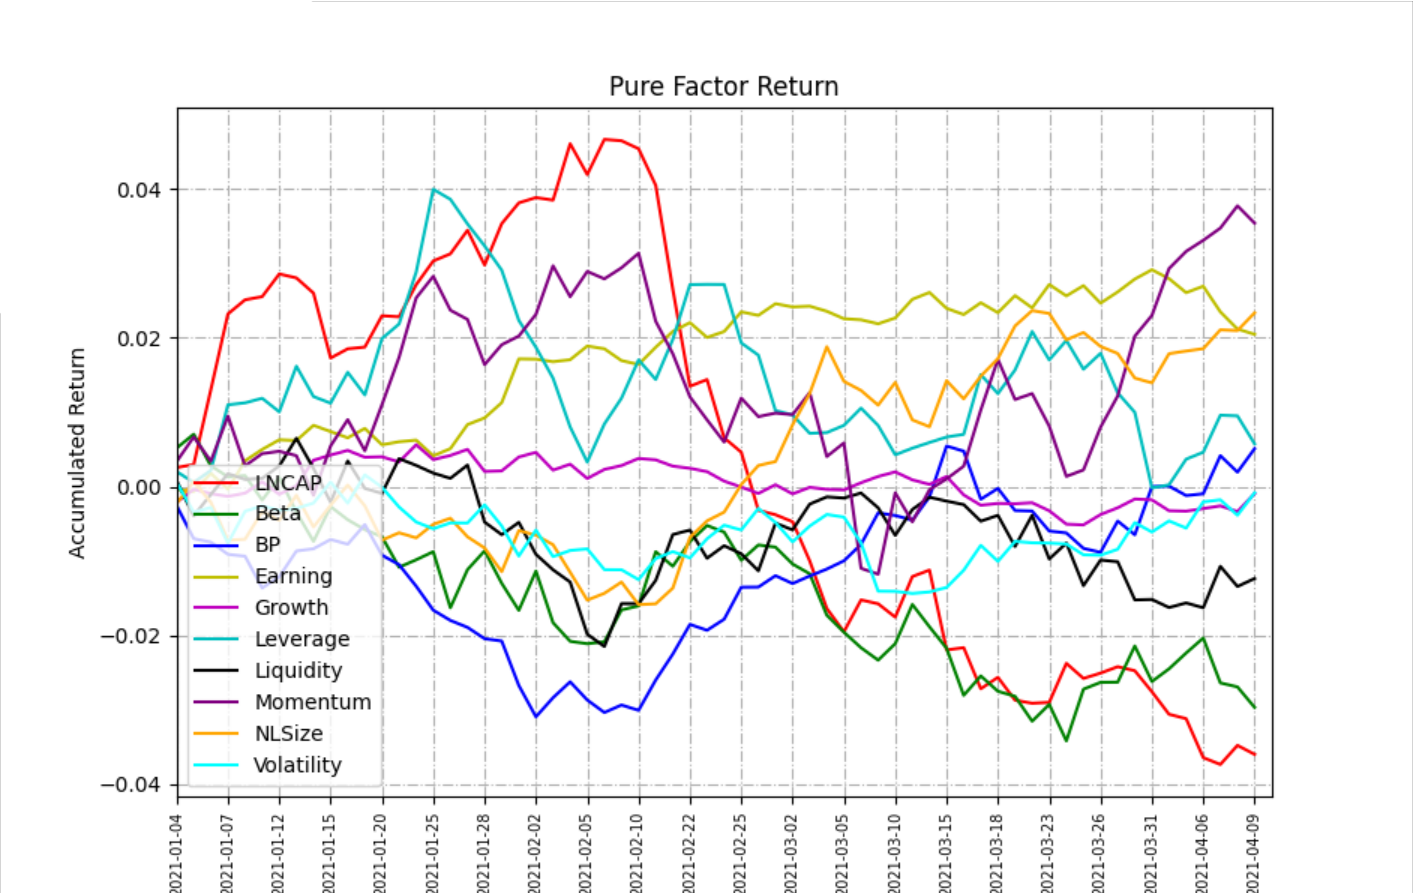 Pure Factor Return
Accumulated Return
0.04
0.02
0.00
−0.02
−0.04
LNCAP
Beta
BP
Earning
Growth
Leverage
Liquidity
Momentum
NLSize
Volatility
2021-01-04
2021-01-07
2021-01-12
2021-01-15
2021-01-20
2021-01-25
2021-01-28
2021-02-02
2021-02-05
2021-02-10
2021-02-22
2021-02-25
2021-03-02
2021-03-05
2021-03-10
2021-03-15
2021-03-18
2021-03-23
2021-03-26
2021-03-31
2021-04-06
2021-04-09